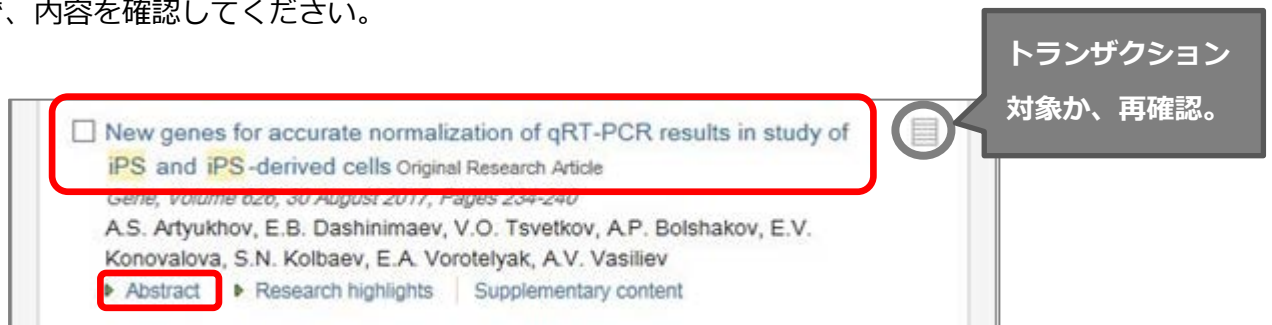 、内容を確認してください。
トランザクション
対象か、再確認。
New genes for accurate normalization of qRT-PCR results in study of
iPS and iPS-derived cells Original Research Article
Gene, Volume 626, 30 August 2017, Pages 234-240
A.S. Artyukhov, E.B. Dashinimaev, V.O. Tsvetkov, A.P. Bolshakov, E.V.
Konovalova, S.N. Kolbaev, E.A. Vorotelyak, A.V. Vasiliev
Abstract Research highlights Supplementary content